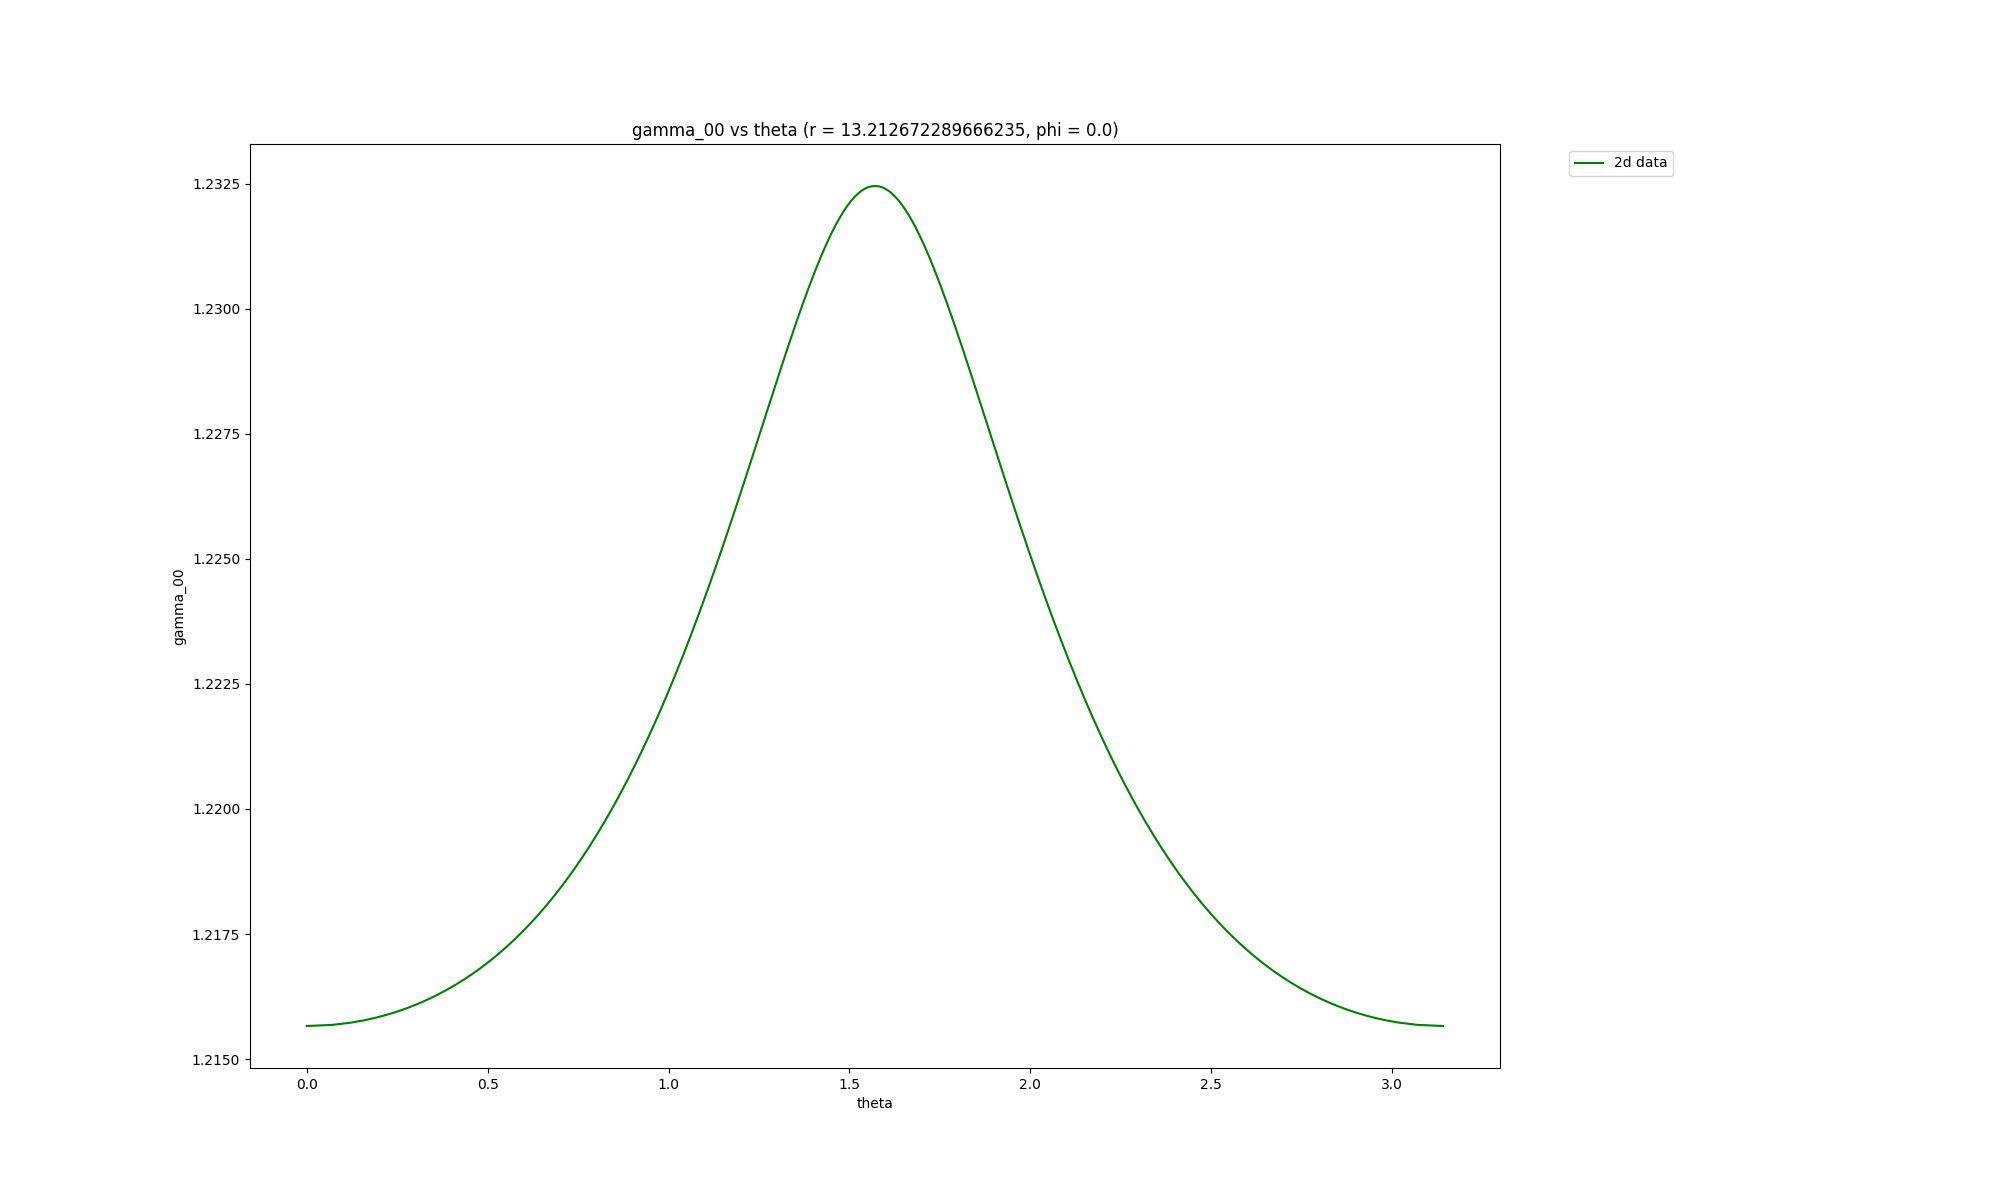 gamma_00 vs theta (r = 13.212672289666235, phi = 0.0)
2d data
1.2325
1.2300
1.2275
1.2250
1.2225
1.2200
1.2175
1.2150
gamma_00
0.0 0.5 1.0 1.5 2.0 2.5 3.0
theta